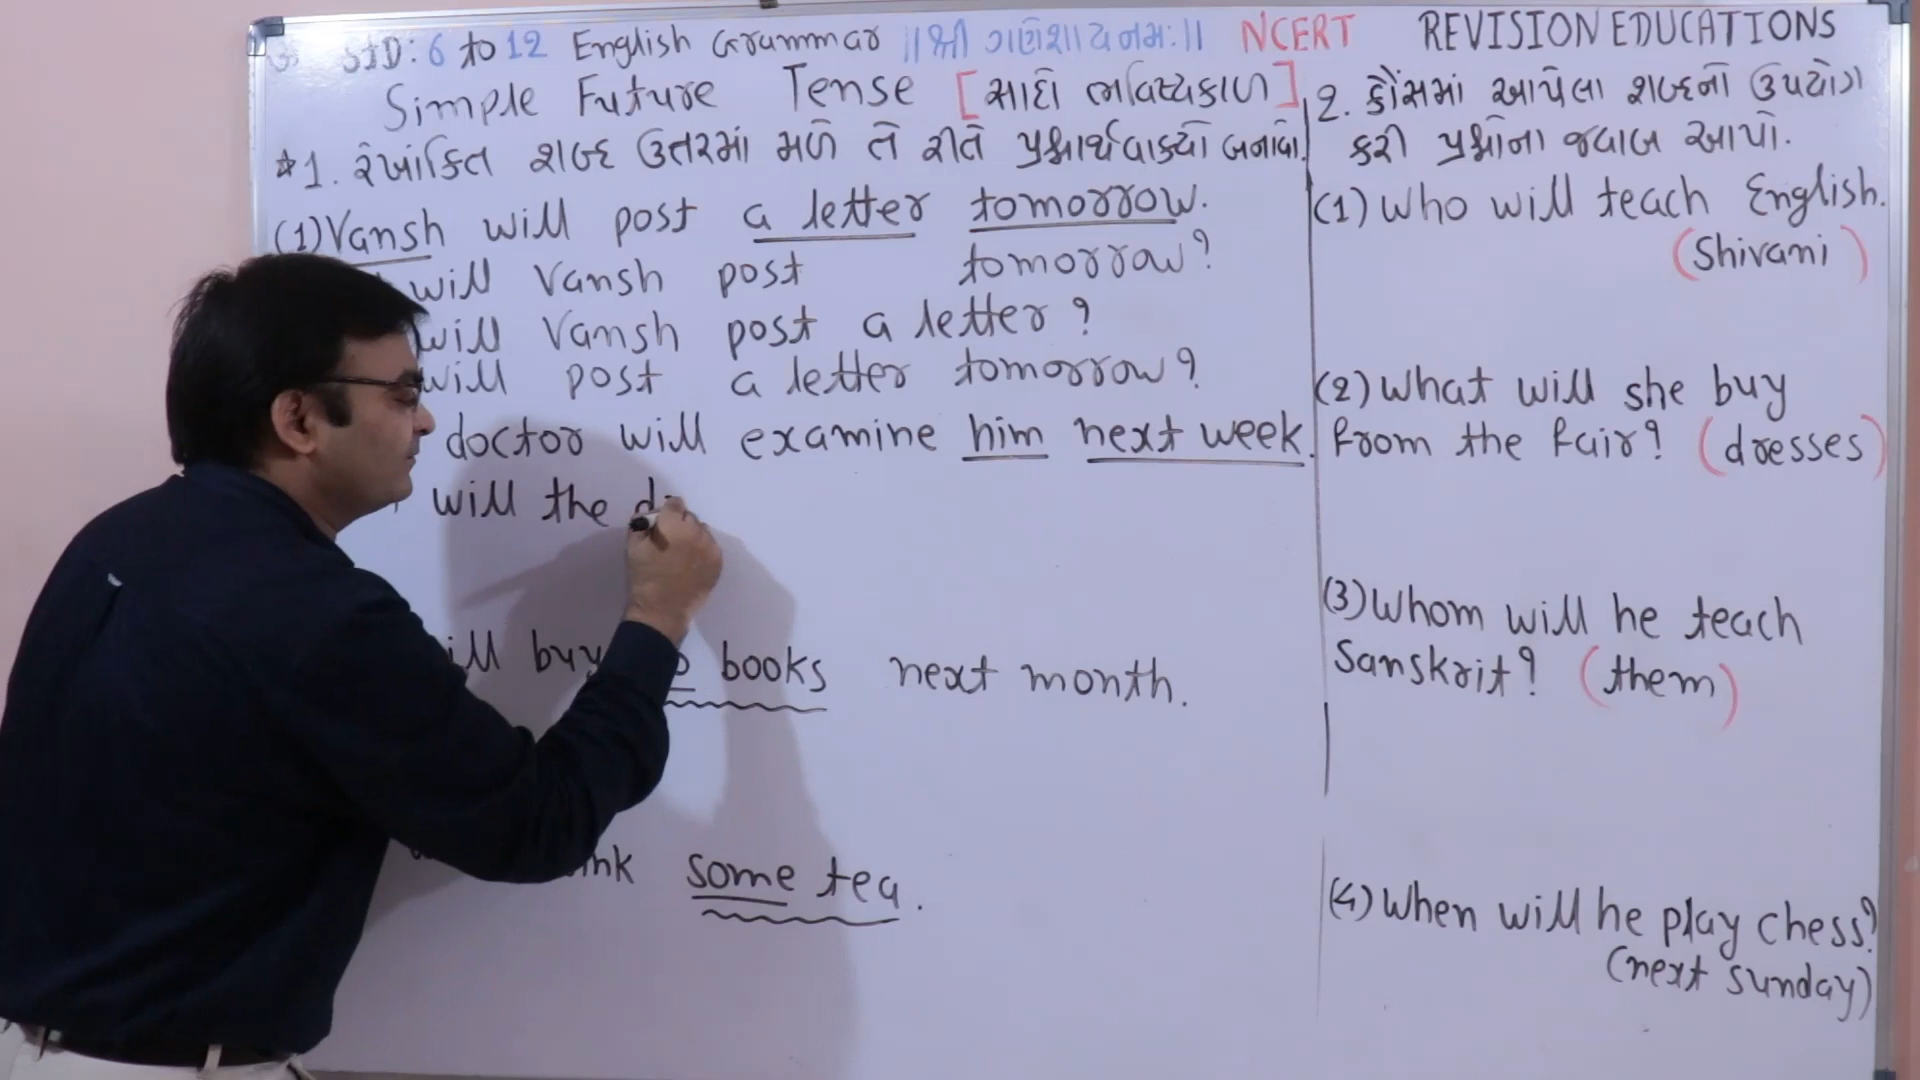 STD: 6 to 12 English Grammar ॥શ્રી ગણેશાય નમઃ॥ NCERT REVISION EDUCATIONS
Simple Future Tense [સાદો ભવિષ્યકાળ]
*1. રેખાંકિત શબ્દ ઉતરમાં મળે તે રીતે પ્રશ્નાર્થવાક્યો બનાવો.
(1) Vansh will post a letter tomorrow.
will Vansh post tomorrow?
will Vansh post a letter?
will post a letter tomorrow?
doctor will examine him next week.
will the
buy books next month.
some tea.
2. કૌંસમાં આપેલા શબ્દનો ઉપયોગ
કરી પ્રશ્નોના જવાબ આપો.
(1) Who will teach English.
(Shivani)
(2) What will she buy
from the fair? (dresses)
(3) Whom will he teach
Sanskrit? (them)
(4) When will he play chess?
(next sunday)